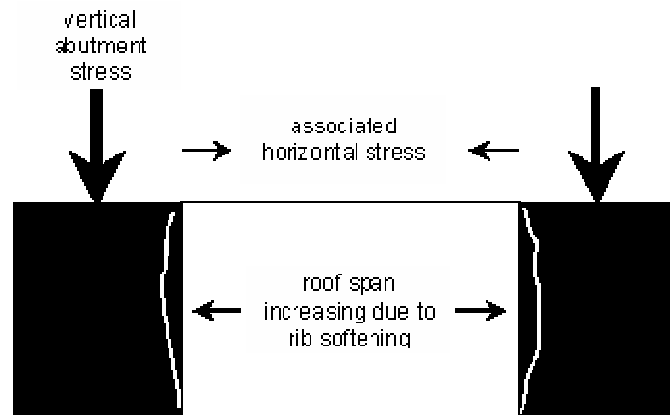 vertical
abutment
stress
associated
horizontal stress
roof span
increasing due to
rib softening